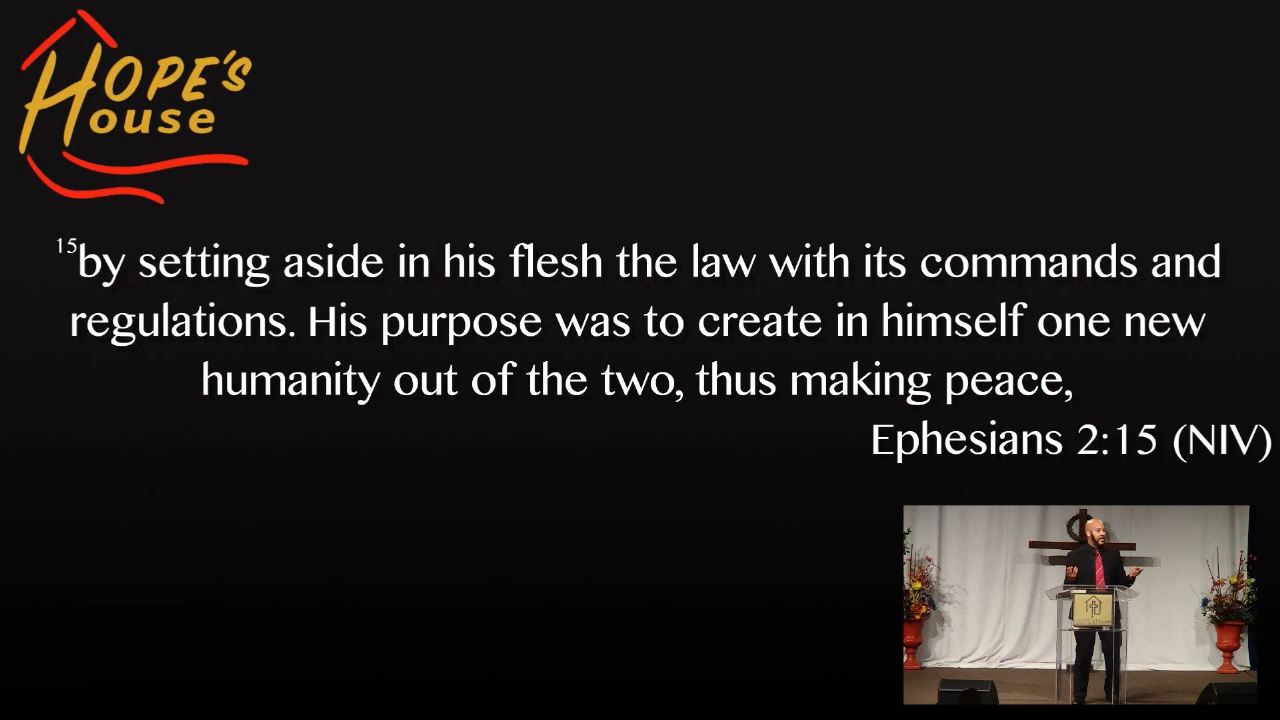 HOPE'S
House
15by setting aside in his flesh the law with its commands and
regulations. His purpose was to create in himself one new
humanity out of the two, thus making peace,
Ephesians 2:15 (NIV)